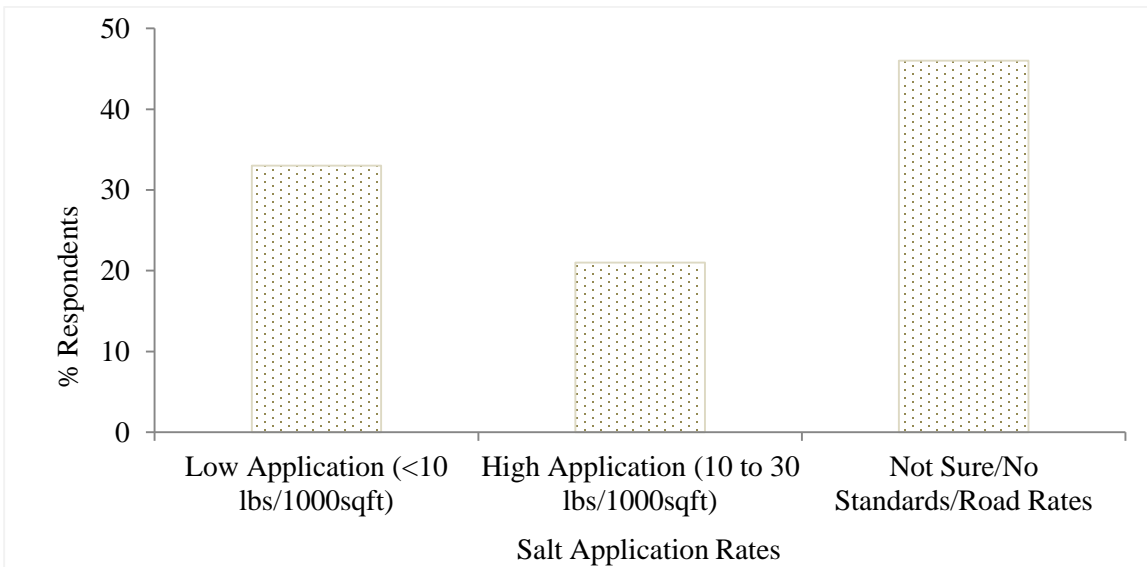 50
40
30
20
10
0
% Respondents
Low Application (<10
lbs/1000sqft)
High Application (10 to 30
lbs/1000sqft)
Not Sure/No
Standards/Road Rates
Salt Application Rates